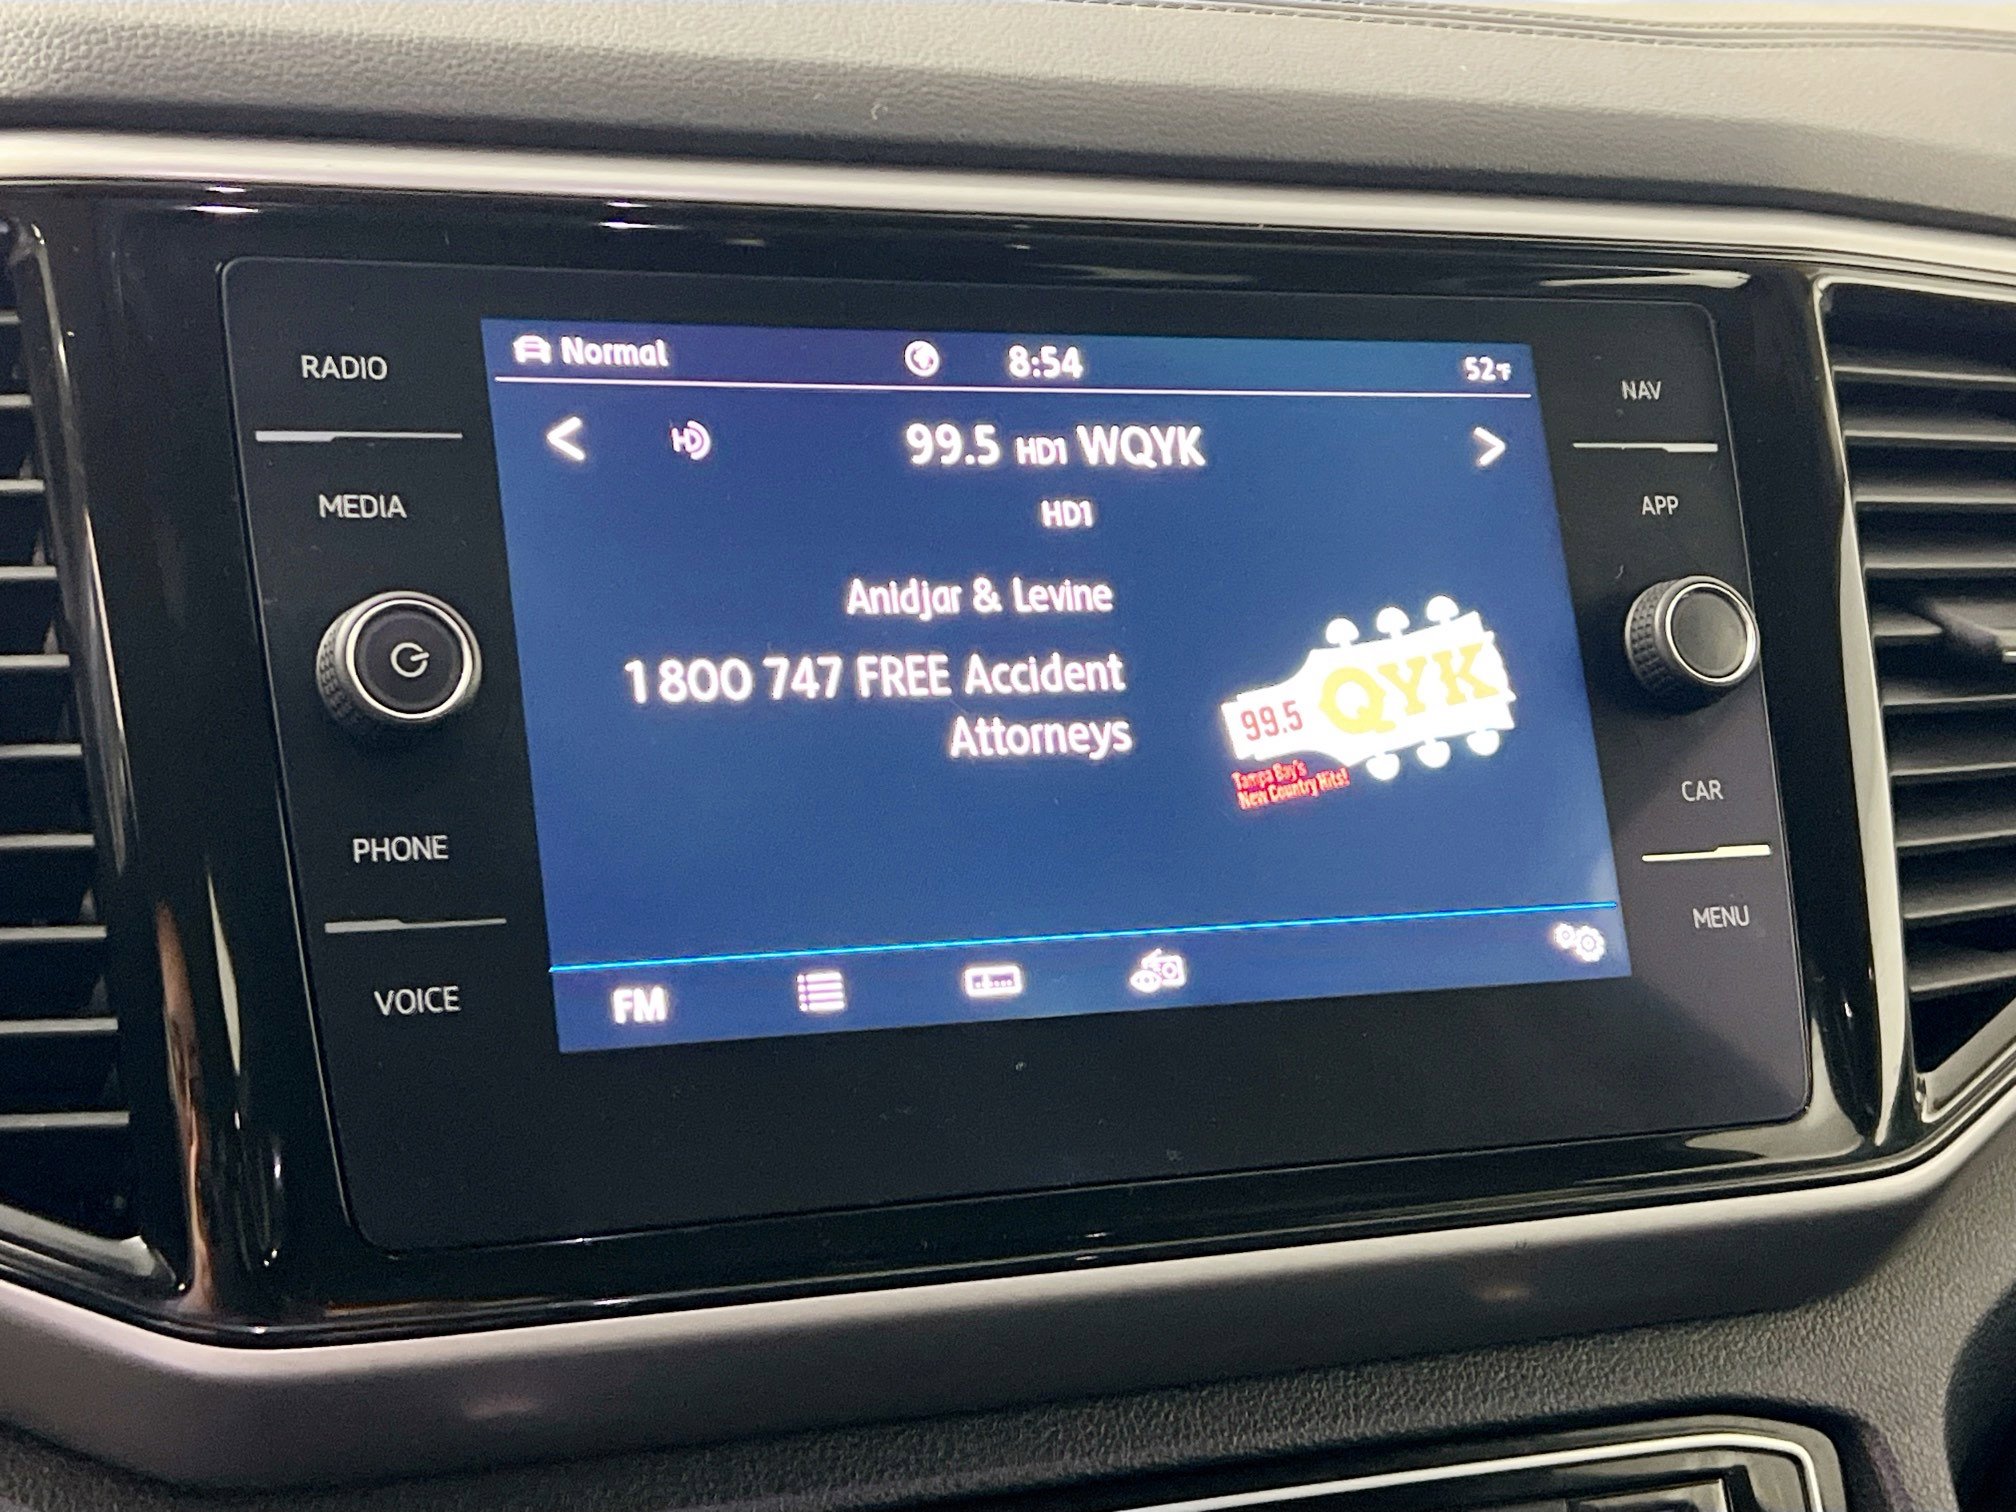 RADIO
MEDIA
PHONE
VOICE
Normal
8:54
52°F
< HD 99.5 HD1 WQYK >
HD1
Anidjar & Levine
1 800 747 FREE Accident
Attorneys
99.5 QYK
Tampa Bay's
New Country Hits!
FM
NAV
APP
CAR
MENU